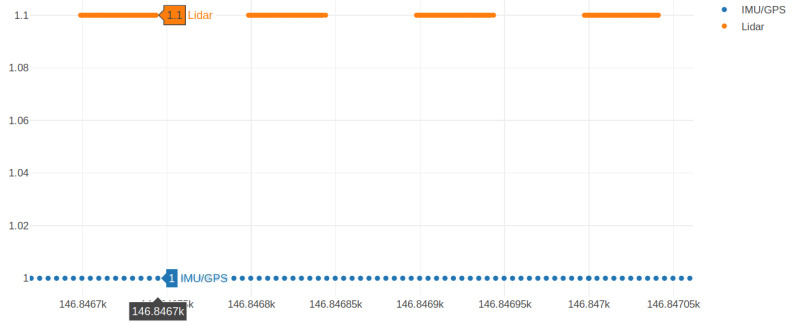 1.1
1.08
1.06
1.04
1.02
1
1.1 Lidar
1 IMU/GPS
146.8467k
146.8468k
146.84685k
146.8469k
146.84695k
146.847k
146.84705k
146.8467k
IMU/GPS
Lidar